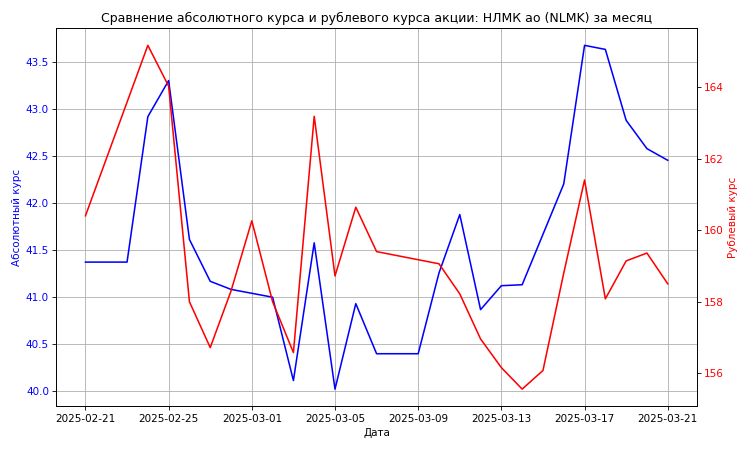 Сравнение абсолютного курса и рублевого курса акции: НЛМК ао (NLMK) за месяц
Абсолютный курс
43.5
43.0
42.5
42.0
41.5
41.0
40.5
40.0
164
162
160
158
156
Рублевый курс
2025-02-21 2025-02-25 2025-03-01 2025-03-05 2025-03-09 2025-03-13 2025-03-17 2025-03-21
Дата